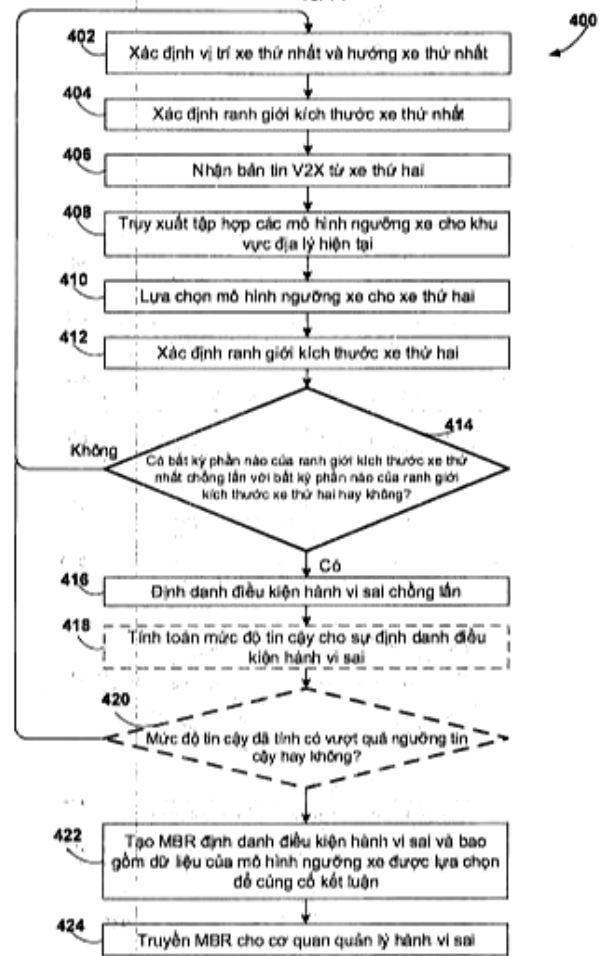 400
402
Xác định vị trí xe thứ nhất và hướng xe thứ nhất
404
Xác định ranh giới kích thước xe thứ nhất
406
Nhận bản tin V2X từ xe thứ hai
408
Truy xuất tập hợp các mô hình ngưỡng xe cho khu
vực địa lý hiện tại
410
Lựa chọn mô hình ngưỡng xe cho xe thứ hai
412
Xác định ranh giới kích thước xe thứ hai
414
Không
Có bất kỳ phần nào của ranh giới kích thước xe thứ
nhất chồng lấn với bất kỳ phần nào của ranh giới
kích thước xe thứ hai hay không?
Có
416
Định danh điều kiện hành vi sai chồng lấn
418
Tính toán mức độ tin cậy cho sự định danh điều
kiện hành vi sai
420
Mức độ tin cậy đã tính có vượt quá ngưỡng tin
cậy hay không?
422
Tạo MBR định danh điều kiện hành vi sai và bao
gồm dữ liệu của mô hình ngưỡng xe được lựa chọn
để củng cố kết luận
424
Truyền MBR cho cơ quan quản lý hành vi sai